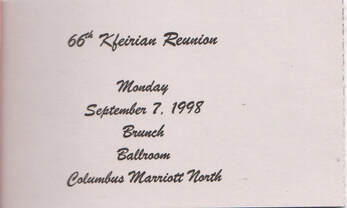 66th Kfeirian Reunion
Monday
September 7, 1998
Brunch
Ballroom
Columbus Marriott North